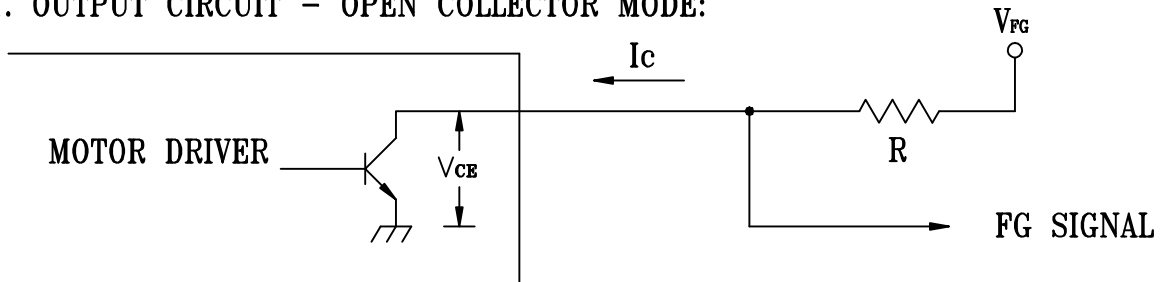 . OUTPUT CIRCUIT – OPEN COLLECTOR MODE:
VFG
Ic
MOTOR DRIVER
VCE
R
FG SIGNAL